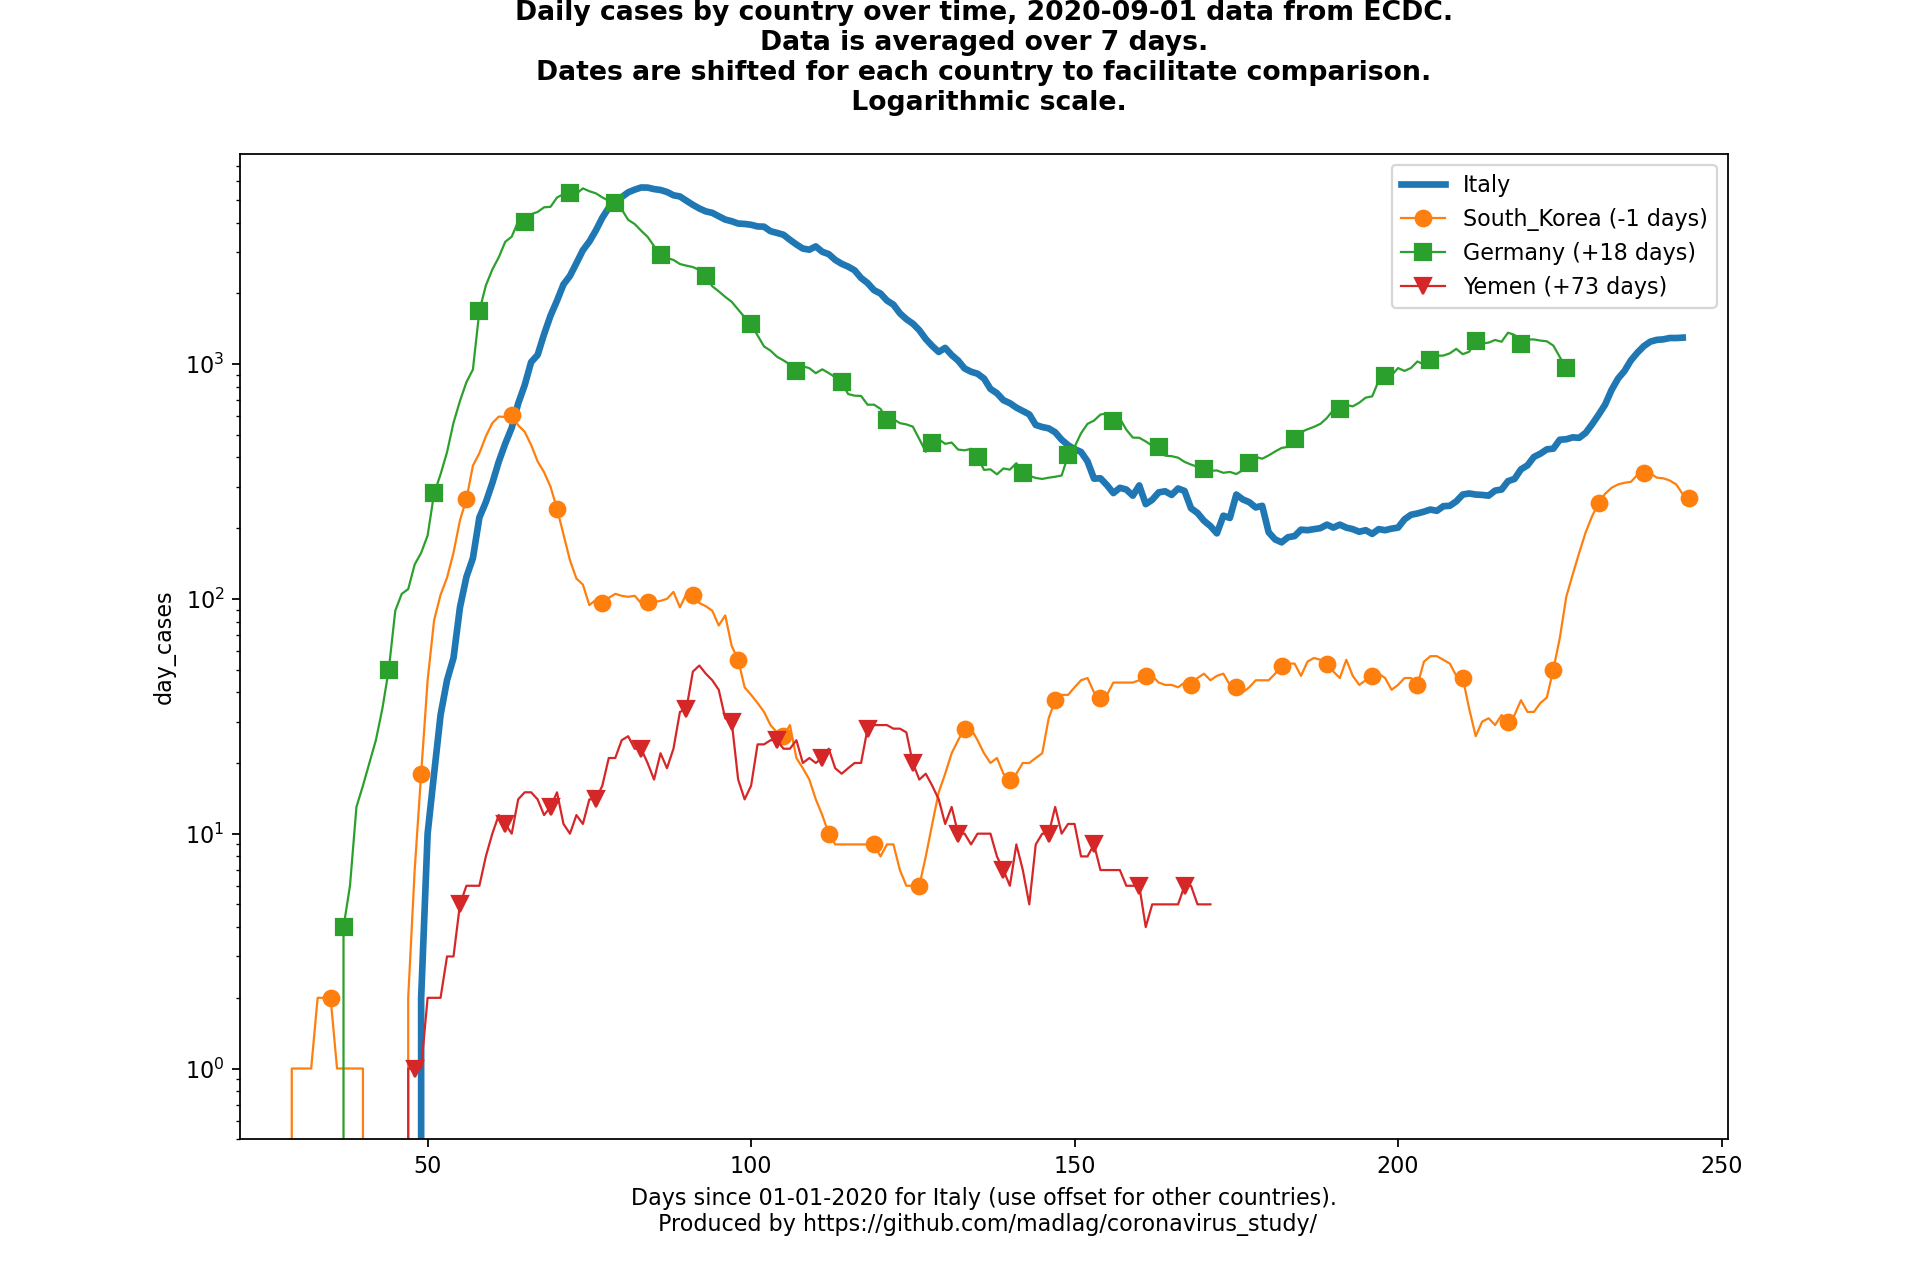 Daily cases by country over time, 2020-09-01 data from ECDC.
Data is averaged over 7 days.
Dates are shifted for each country to facilitate comparison.
Logarithmic scale.
Italy
South_Korea (-1 days)
Germany (+18 days)
Yemen (+73 days)
day_cases
10³
10²
10¹
10⁰
50
100
150
200
250
Days since 01-01-2020 for Italy (use offset for other countries).
Produced by https://github.com/madlag/coronavirus_study/